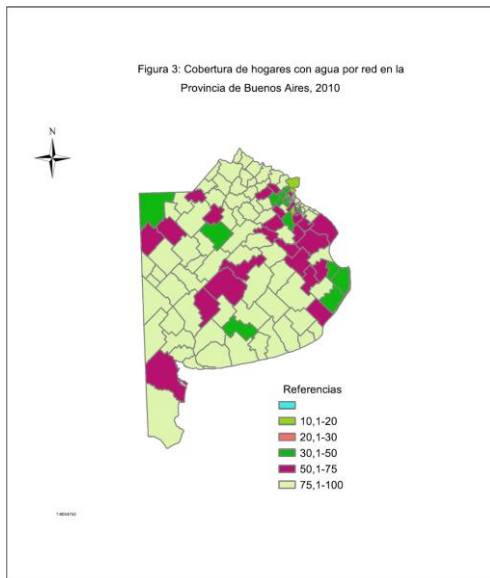 Figura 3: Cobertura de hogares con agua por red en la
Provincia de Buenos Aires, 2010
N
Referencias
10,1-20
20,1-30
30,1-50
50,1-75
75,1-100